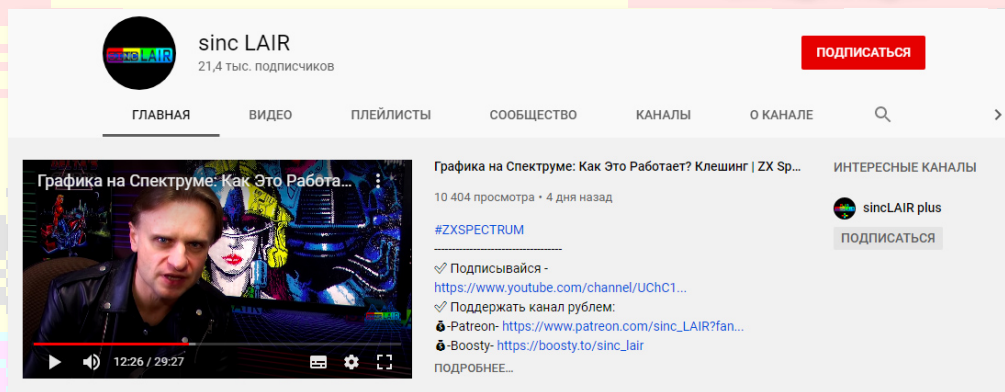 sinc LAIR
21,4 тыс. подписчиков
ПОДПИСАТЬСЯ
ГЛАВНАЯ
ВИДЕО
ПЛЕЙЛИСТЫ
СООБЩЕСТВО
КАНАЛЫ
О КАНАЛЕ
Графика на Спектруме: Как Это Работа...
12:26 / 29:27
Графика на Спектруме: Как Это Работает? Клешинг | ZX Sp...
10 404 просмотра • 4 дня назад
#ZXSPECTRUM
-----------------------------------
✅ Подписывайся -
https://www.youtube.com/channel/UChC1...
✅ Поддержать канал рублем:
💰-Patreon- https://www.patreon.com/sinc_LAIR?fan...
💰-Boosty- https://boosty.to/sinc_lair
ПОДРОБНЕЕ...
ИНТЕРЕСНЫЕ КАНАЛЫ
sincLAIR plus
ПОДПИСАТЬСЯ